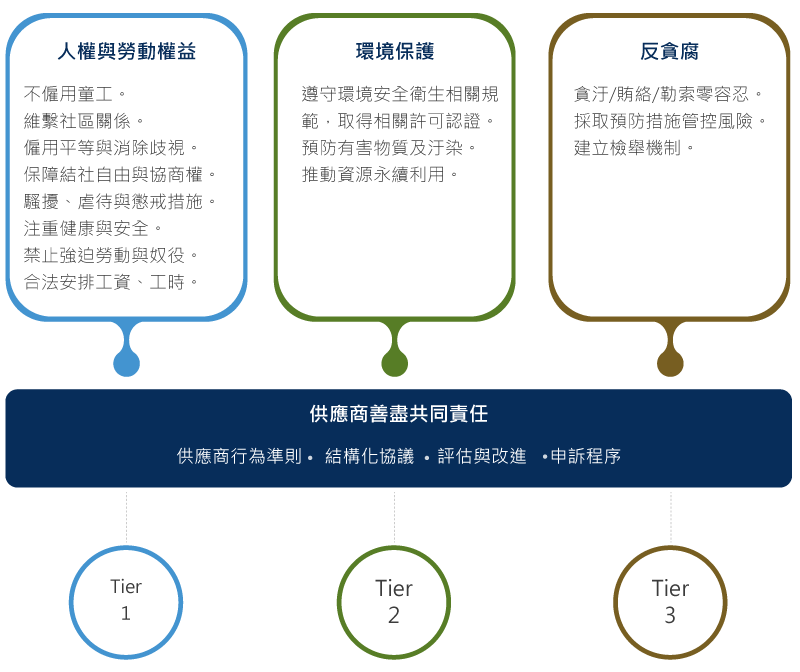 人權與勞動權益
不僱用童工。
維繫社區關係。
僱用平等與消除歧視。
保障結社自由與協商權。
騷擾、虐待與懲戒措施。
注重健康與安全。
禁止強迫勞動與奴役。
合法安排工資、工時。
環境保護
遵守環境安全衛生相關規
範，取得相關許可認證。
預防有害物質及汙染。
推動資源永續利用。
反貪腐
貪汙/賄絡/勒索零容忍。
採取預防措施管控風險。
建立檢舉機制。
供應商善盡共同責任
供應商行為準則• 結構化協議 •評估與改進 •申訴程序
Tier
1
Tier
2
Tier
3